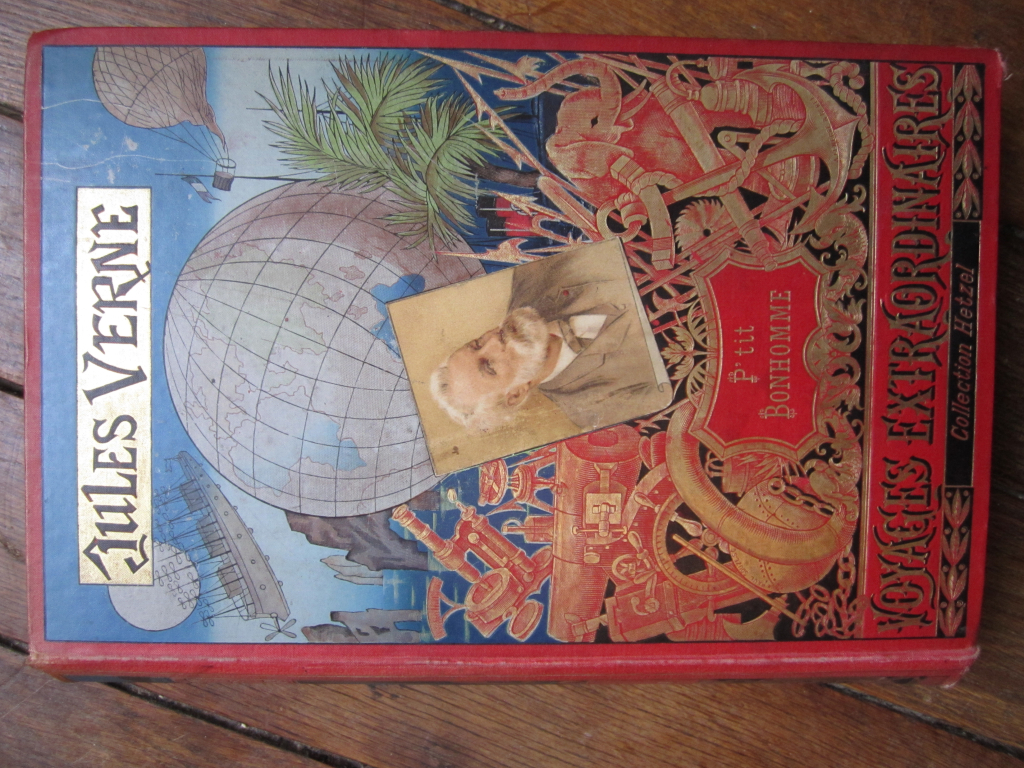 JULES VERNE
P'tit
BONHOMME
VOYAGES EXTRAORDINAIRES
Collection Hetzel